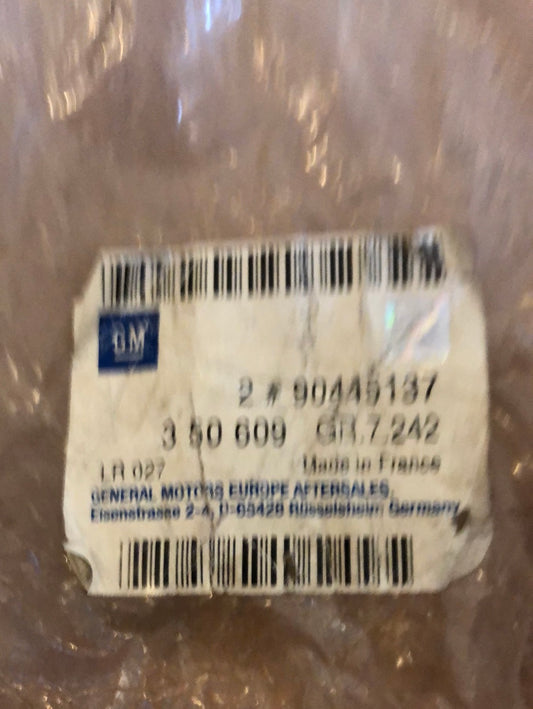 GM
2 # 90445137
3 50 609 GR.7.242
LR 027 Made in France
GENERAL MOTORS EUROPE AFTERSALES
Eisenstrasse 2-4, D-65428 Rüsselsheim Germany